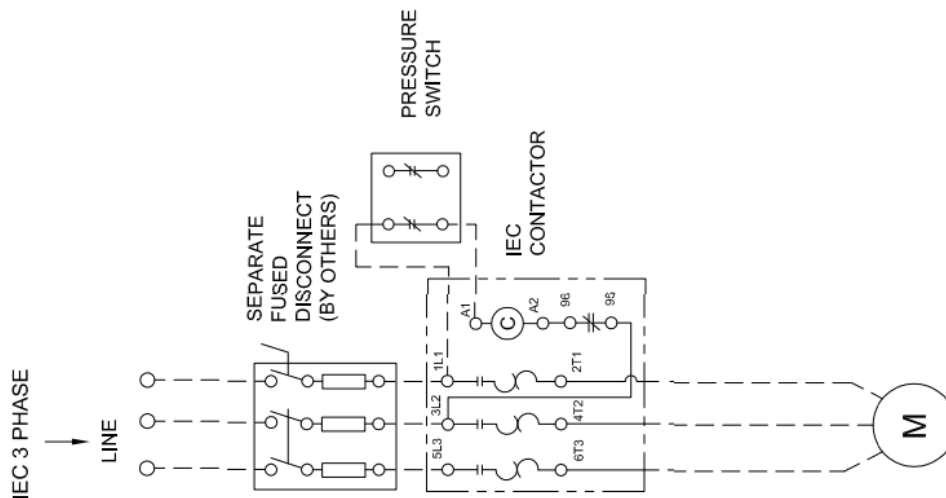 IEC 3 PHASE
LINE
SEPARATE
FUSED
DISCONNECT
(BY OTHERS)
PRESSURE
SWITCH
IEC
CONTACTOR
5L3
3L2
1L1
A1
C
A2
96
95
6T3
4T2
2T1
M